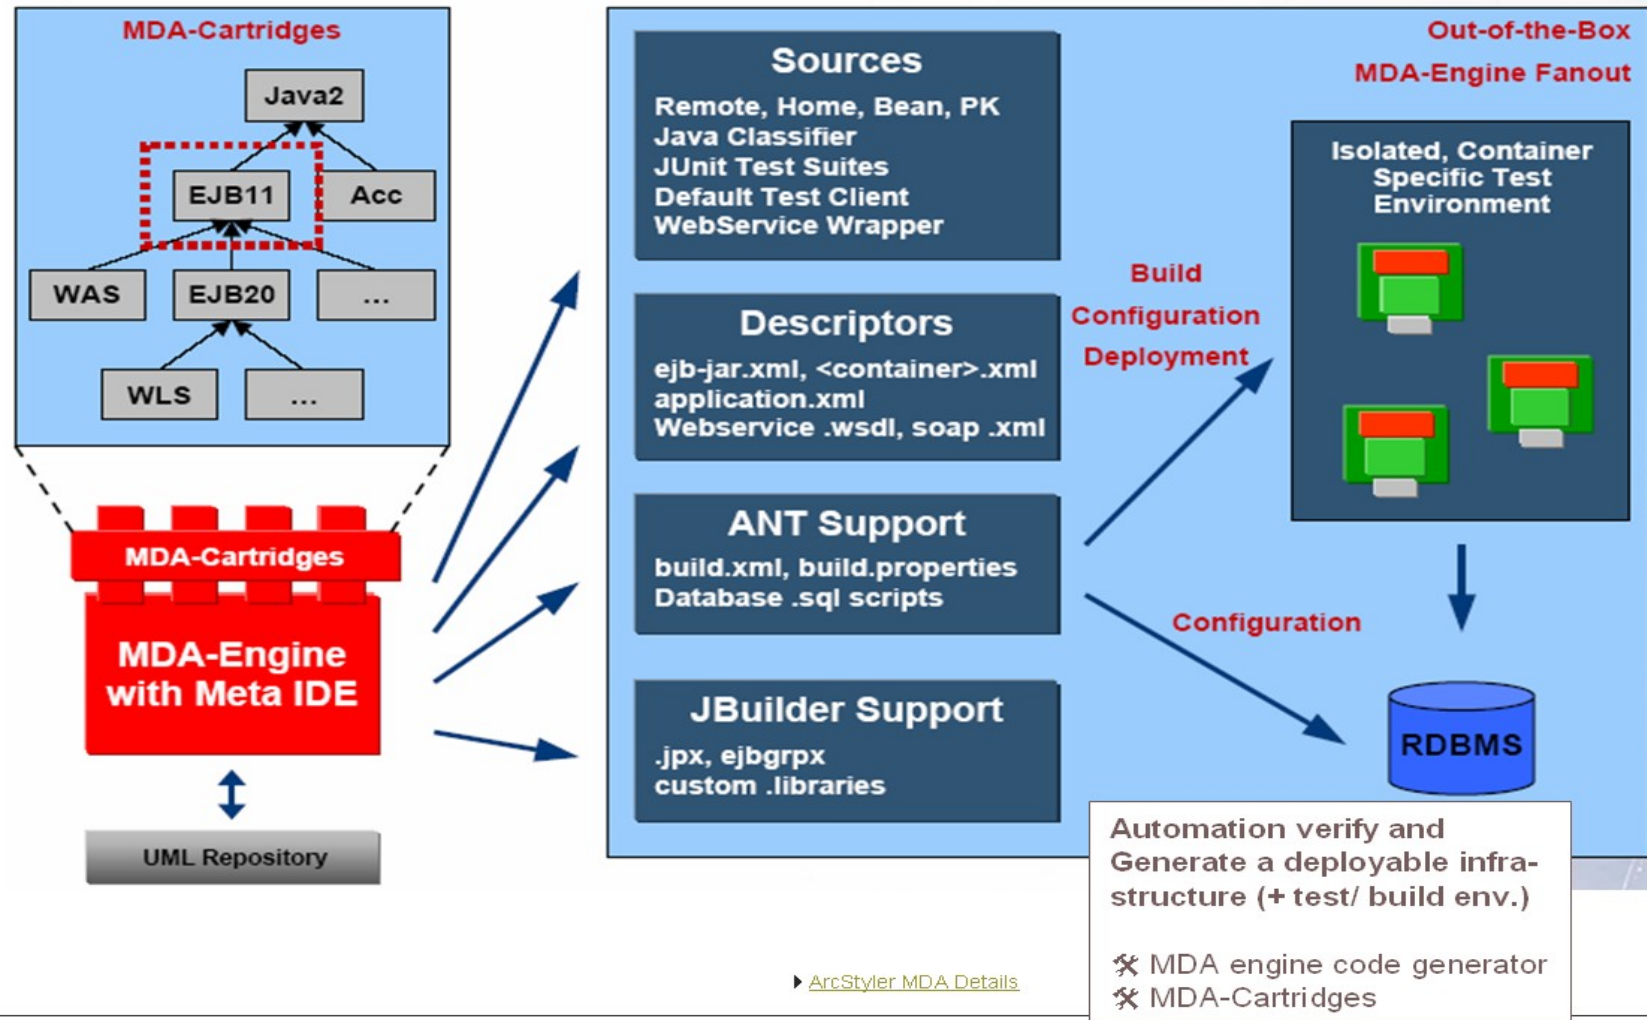 MDA-Cartridges
Java2
EJB11
Acc
WAS
EJB20
...
WLS
...
MDA-Cartridges
MDA-Engine
with Meta IDE
UML Repository
Sources
Remote, Home, Bean, PK
Java Classifier
JUnit Test Suites
Default Test Client
WebService Wrapper
Descriptors
ejb-jar.xml, <container>.xml
application.xml
Webservice .wsdl, soap .xml
ANT Support
build.xml, build.properties
Database .sql scripts
JBuilder Support
.jpx, ejbgrpx
custom .libraries
Build
Configuration
Deployment
Configuration
Out-of-the-Box
MDA-Engine Fanout
Isolated, Container
Specific Test
Environment
RDBMS
Automation verify and
Generate a deployable infra-
structure (+ test/ build env.)
MDA engine code generator
MDA-Cartridges
ArcStyler MDA Details